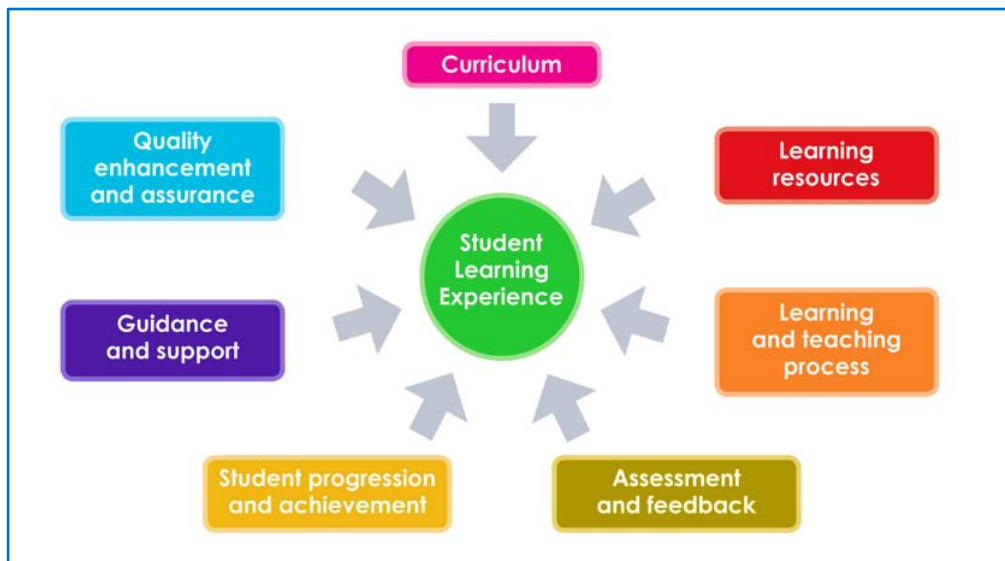 Curriculum
Quality
enhancement
and assurance
Learning
resources
Student
Learning
Experience
Guidance
and support
Learning
and teaching
process
Student progression
and achievement
Assessment
and feedback